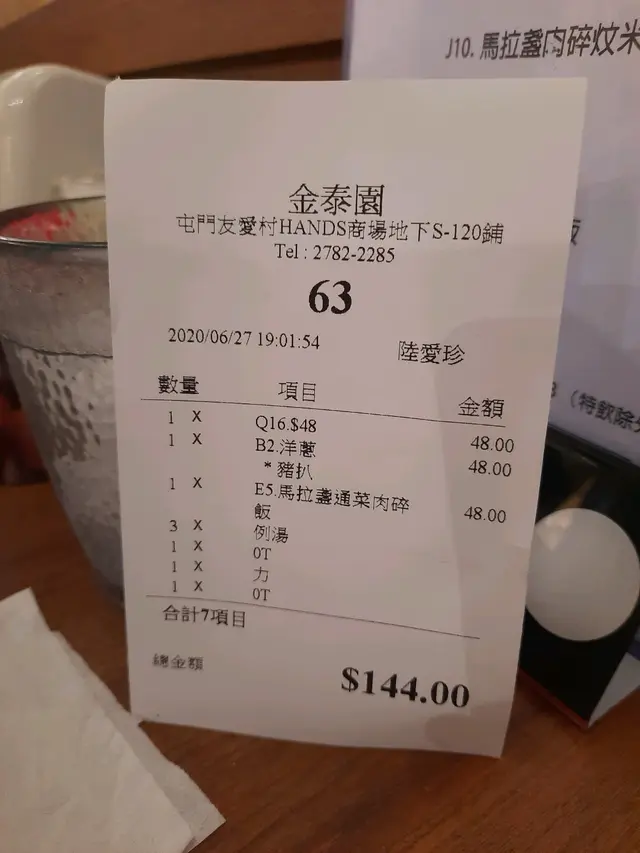 J10. 馬拉盞肉碎炆米
金泰園
屯門友愛村HANDS商場地下S-120鋪
Tel : 2782-2285
63
2020/06/27 19:01:54 陸愛珍
數量 項目 金額
1 X Q16.$48 48.00
1 X B2.洋蔥 48.00
* 豬扒
1 X E5.馬拉盞通菜肉碎 48.00
飯
3 X 例湯
1 X 0T
1 X 力
1 X 0T
合計7項目
總金額 $144.00